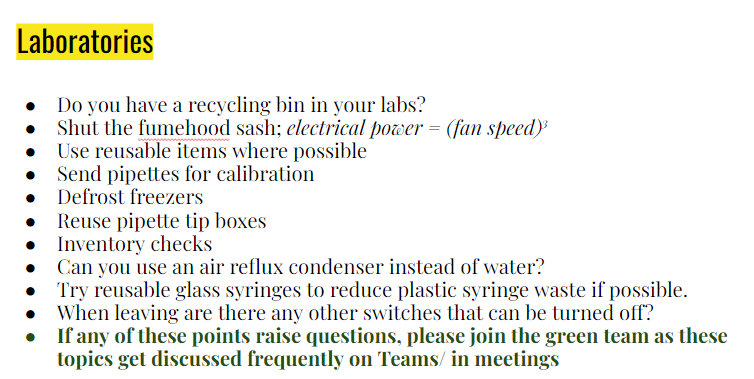 Laboratories
● Do you have a recycling bin in your labs?
● Shut the fumehood sash; electrical power = (fan speed)³
● Use reusable items where possible
● Send pipettes for calibration
● Defrost freezers
● Reuse pipette tip boxes
● Inventory checks
● Can you use an air reflux condenser instead of water?
● Try reusable glass syringes to reduce plastic syringe waste if possible.
● When leaving are there any other switches that can be turned off?
● If any of these points raise questions, please join the green team as these
topics get discussed frequently on Teams/ in meetings